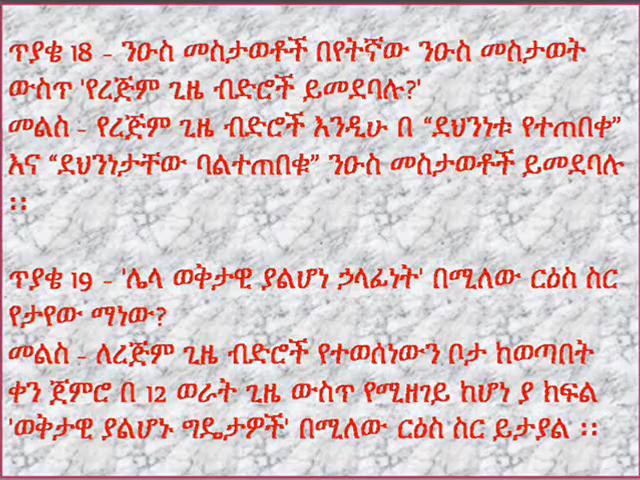 ጥያቄ 18 - ንዑስ መስታወቶች በየትኛው ንዑስ መስታወት
ውስጥ 'የረጅም ጊዜ ብድሮች ይመደባሉ?'
መልስ - የረጅም ጊዜ ብድሮች እንዲሁ በ “ደህንነቱ የተጠበቀ”
እና “ደህንነታቸው ባልተጠበቁ” ንዑስ መስታወቶች ይመደባሉ
፡፡
ጥያቄ 19 - 'ሌላ ወቅታዊ ያልሆነ ኃላፊነት' በሚለው ርዕስ ስር
የታየው ማነው?
መልስ - ለረጅም ጊዜ ብድሮች የተወሰነውን ቦታ ከወጣበት
ቀን ጀምሮ በ 12 ወራት ጊዜ ውስጥ የሚዘገይ ከሆነ ያ ክፍል
'ወቅታዊ ያልሆኑ ግዴታዎች' በሚለው ርዕስ ስር ይታያል ፡፡